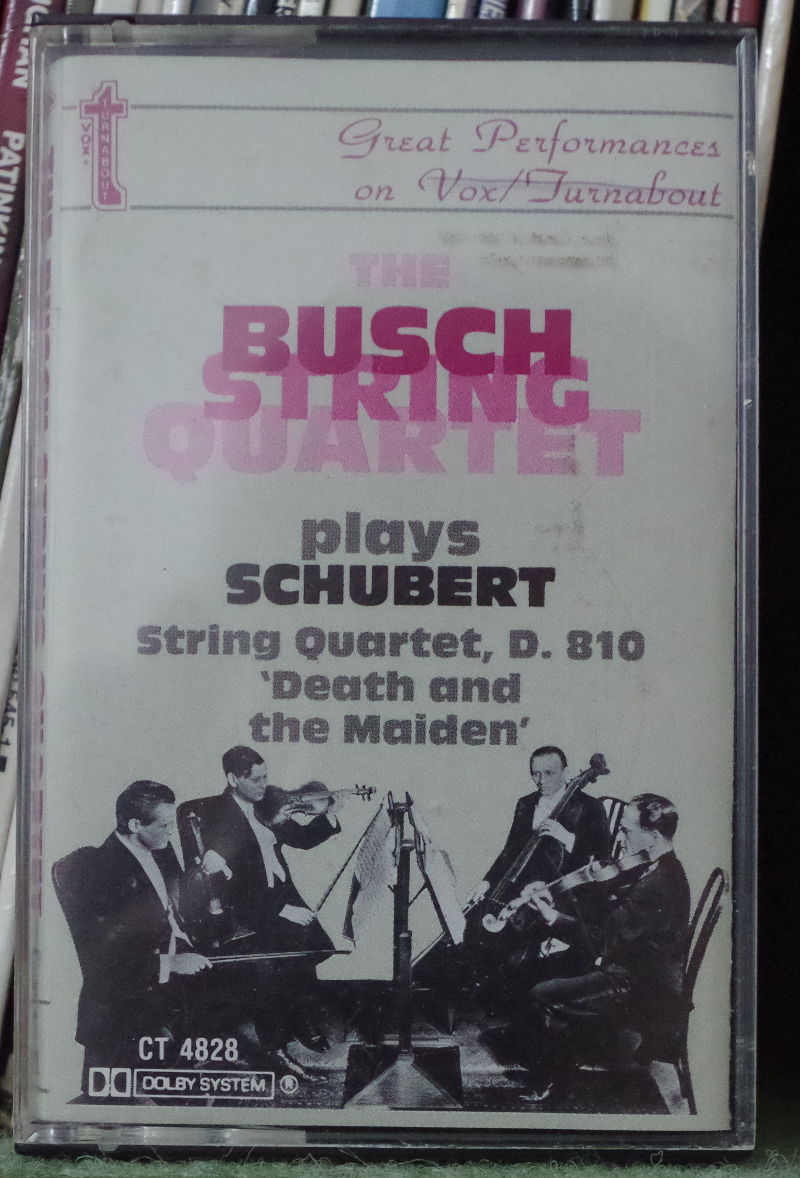 VOX
TURNABOUT
Great Performances
on Vox/Turnabout
THE
BUSCH
STRING
QUARTET
plays
SCHUBERT
String Quartet, D. 810
'Death and
the Maiden'
CT 4828
DOLBY SYSTEM ®